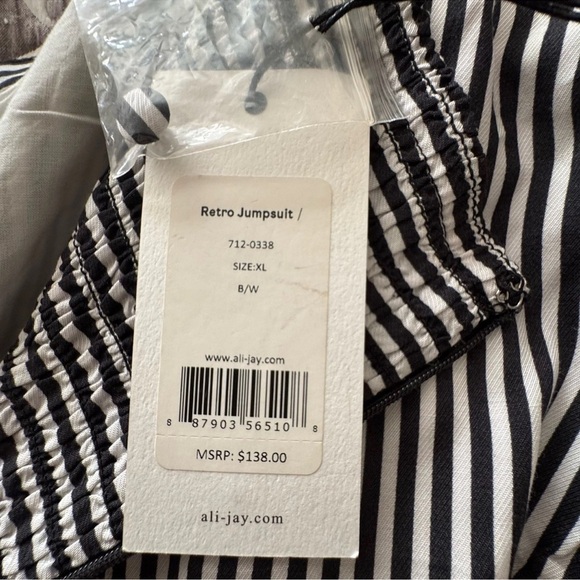 Retro Jumpsuit /
712-0338
SIZE:XL
B/W
www.ali-jay.com
8 87903 56510 8
MSRP: $138.00
ali-jay.com